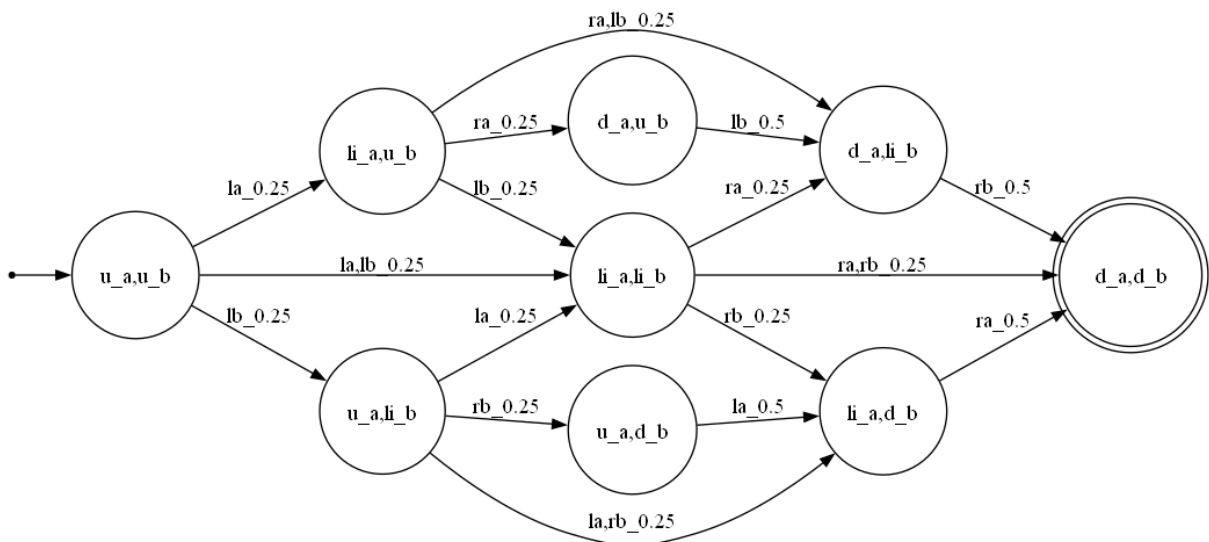 ra,lb_0.25
ra_0.25
d_a,u_b
lb_0.5
li_a,u_b
d_a,li_b
la_0.25
lb_0.25
ra_0.25
rb_0.5
u_a,u_b
la,lb_0.25
li_a,li_b
ra,rb_0.25
d_a,d_b
lb_0.25
la_0.25
rb_0.25
ra_0.5
u_a,li_b
rb_0.25
u_a,d_b
la_0.5
li_a,d_b
la,rb_0.25